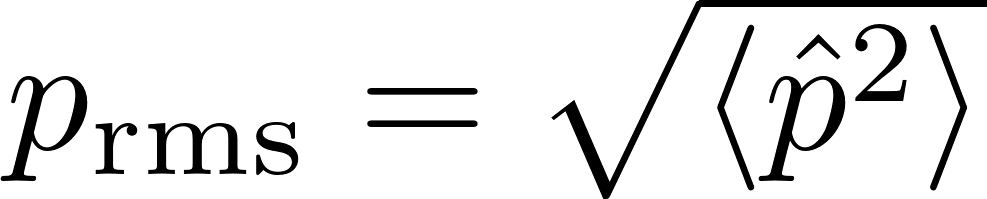 p_rms = √⟨p̂²⟩